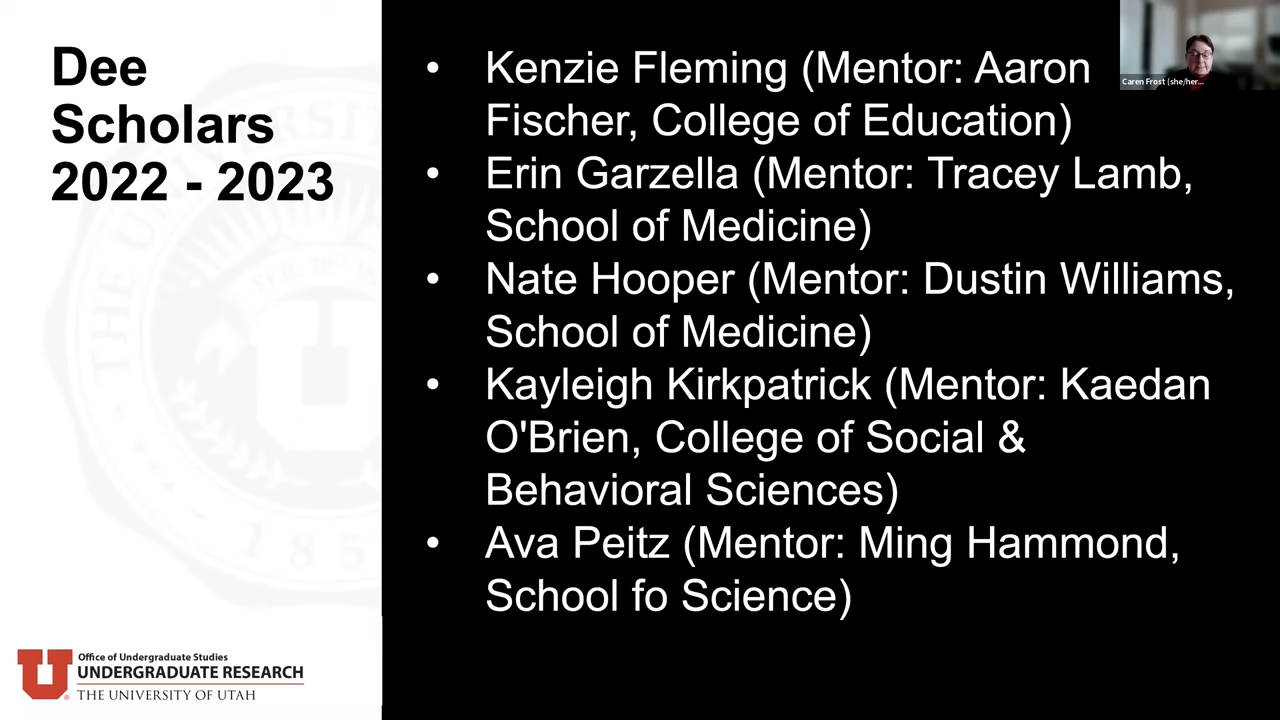 Dee
Scholars
2022 - 2023
• Kenzie Fleming (Mentor: Aaron
Fischer, College of Education)
• Erin Garzella (Mentor: Tracey Lamb,
School of Medicine)
• Nate Hooper (Mentor: Dustin Williams,
School of Medicine)
• Kayleigh Kirkpatrick (Mentor: Kaedan
O'Brien, College of Social &
Behavioral Sciences)
• Ava Peitz (Mentor: Ming Hammond,
School fo Science)
Caren Frost (she/her...
U
Office of Undergraduate Studies
UNDERGRADUATE RESEARCH
THE UNIVERSITY OF UTAH